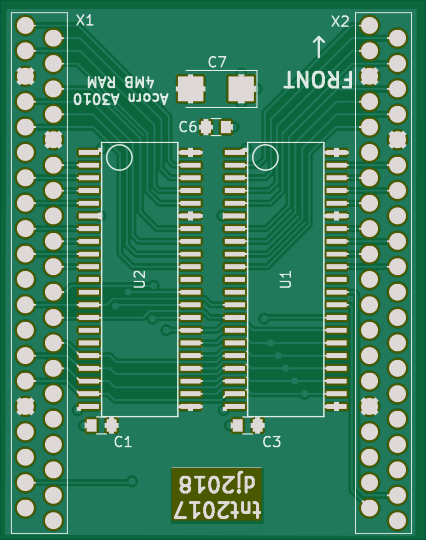 X1
X2
C7
FRONT
Acorn A3010
4MB RAM
C6
U2
U1
C1
C3
tnt2017
dj2018